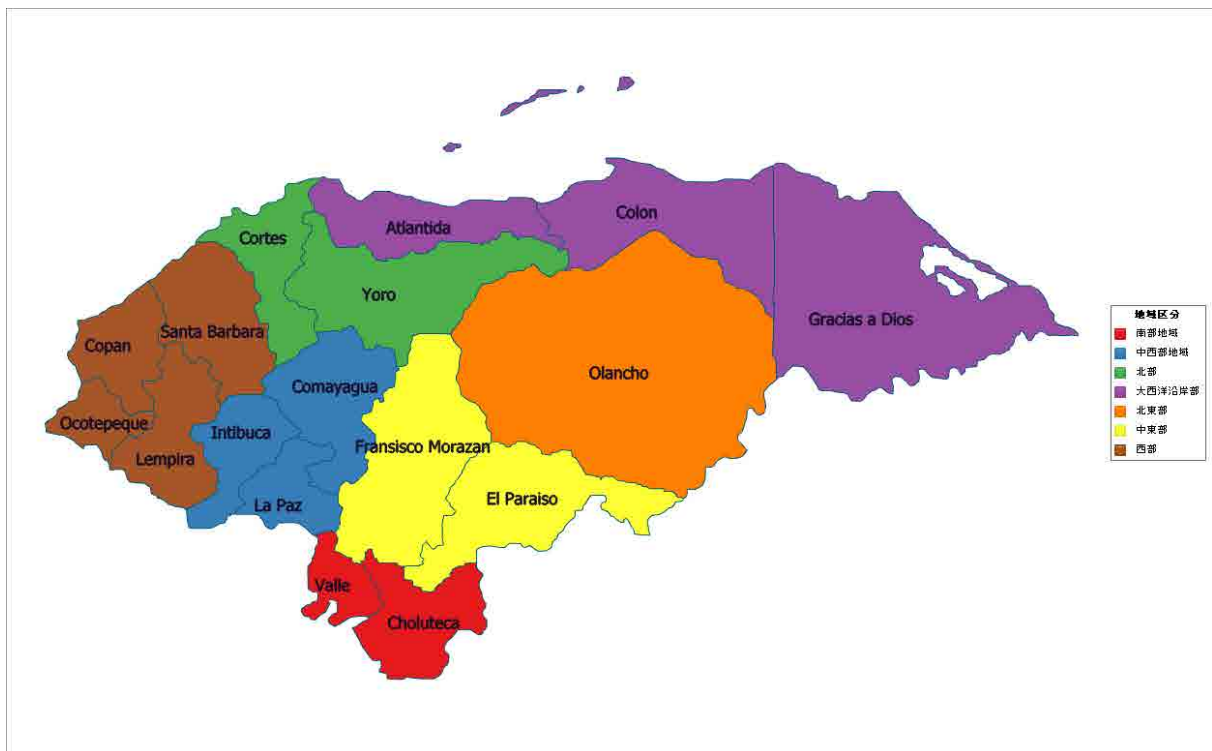 Colon
Atlantida
Cortes
Yoro
Gracias a Dios
Santa Barbara
Copan
Olancho
Comayagua
Ocotepeque
Intibuca
Fransisco Morazan
Lempira
El Paraiso
La Paz
Valle
Choluteca
地域区分
南部地域
中西部地域
北部
大西洋沿岸部
北東部
中東部
西部